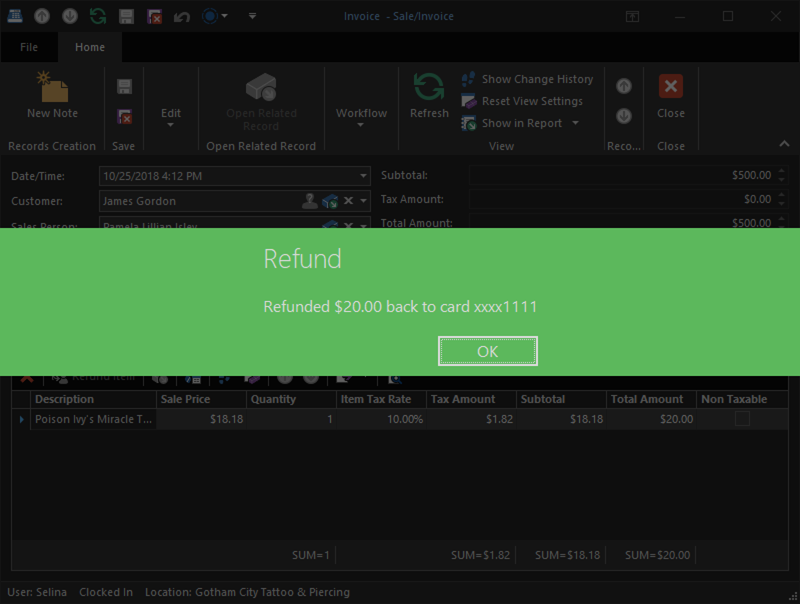 Invoice - Sale/Invoice
File Home
New Note
Records Creation
Save
Edit
Open Related Record
Open Related Record
Workflow
Refresh
Show Change History
Reset View Settings
Show in Report
View
Reco...
Close
Close
Date/Time: 10/25/2018 4:12 PM Subtotal: $500.00
Customer: James Gordon Tax Amount: $0.00
Sales Person: Pamela Lillian Isley Total Amount: $500.00
Refund
Refunded $20.00 back to card xxxx1111
OK
Refund Item
Description Sale Price Quantity Item Tax Rate Tax Amount Subtotal Total Amount Non Taxable
Poison Ivy's Miracle T... $18.18 1 10.00% $1.82 $18.18 $20.00
SUM=1 SUM=$1.82 SUM=$18.18 SUM=$20.00
User: Selina Clocked In Location: Gotham City Tattoo & Piercing